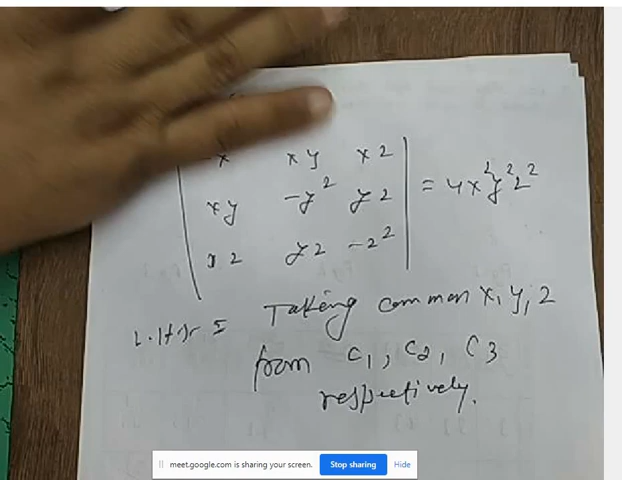 -x xy xz
xy -y² yz = 4x²y²z²
xz yz -z²
L.H.S = Taking common x, y, z
from C1, C2, C3
respectively.
meet.google.com is sharing your screen. Stop sharing Hide